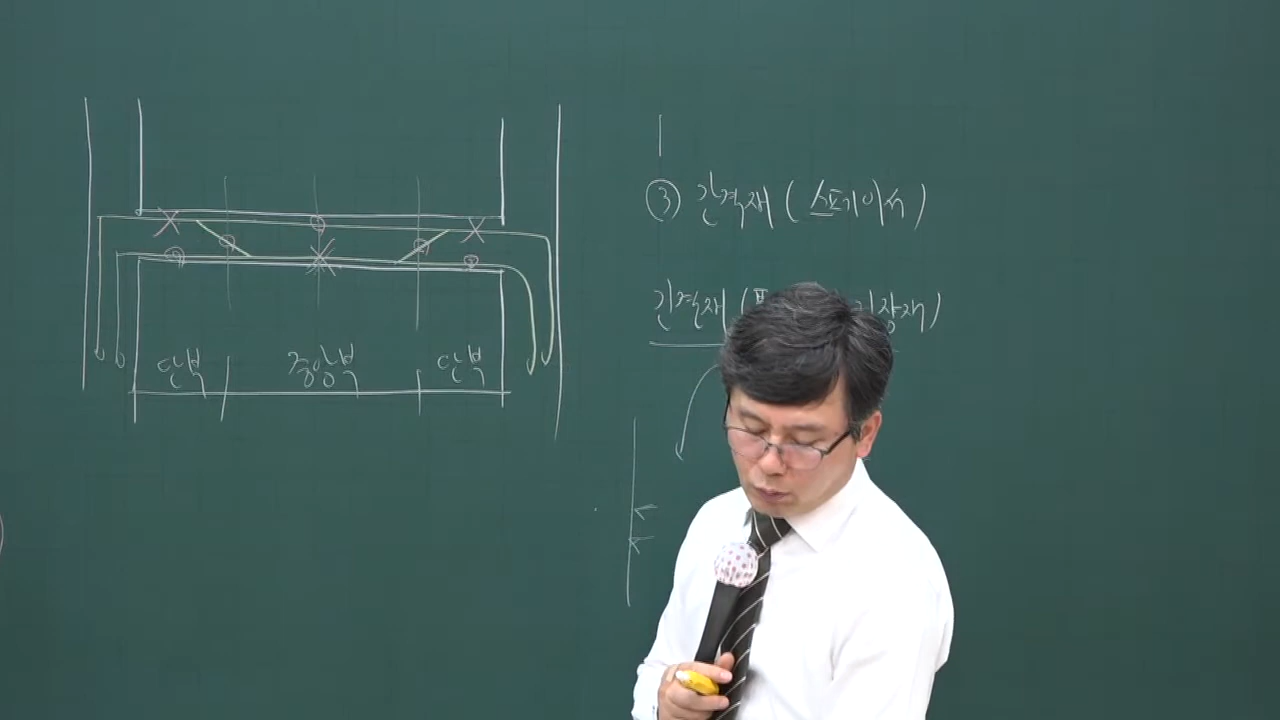 ③ 간격재 (스페이서)
간격재 (
긴장재)
단부 중앙부 단부